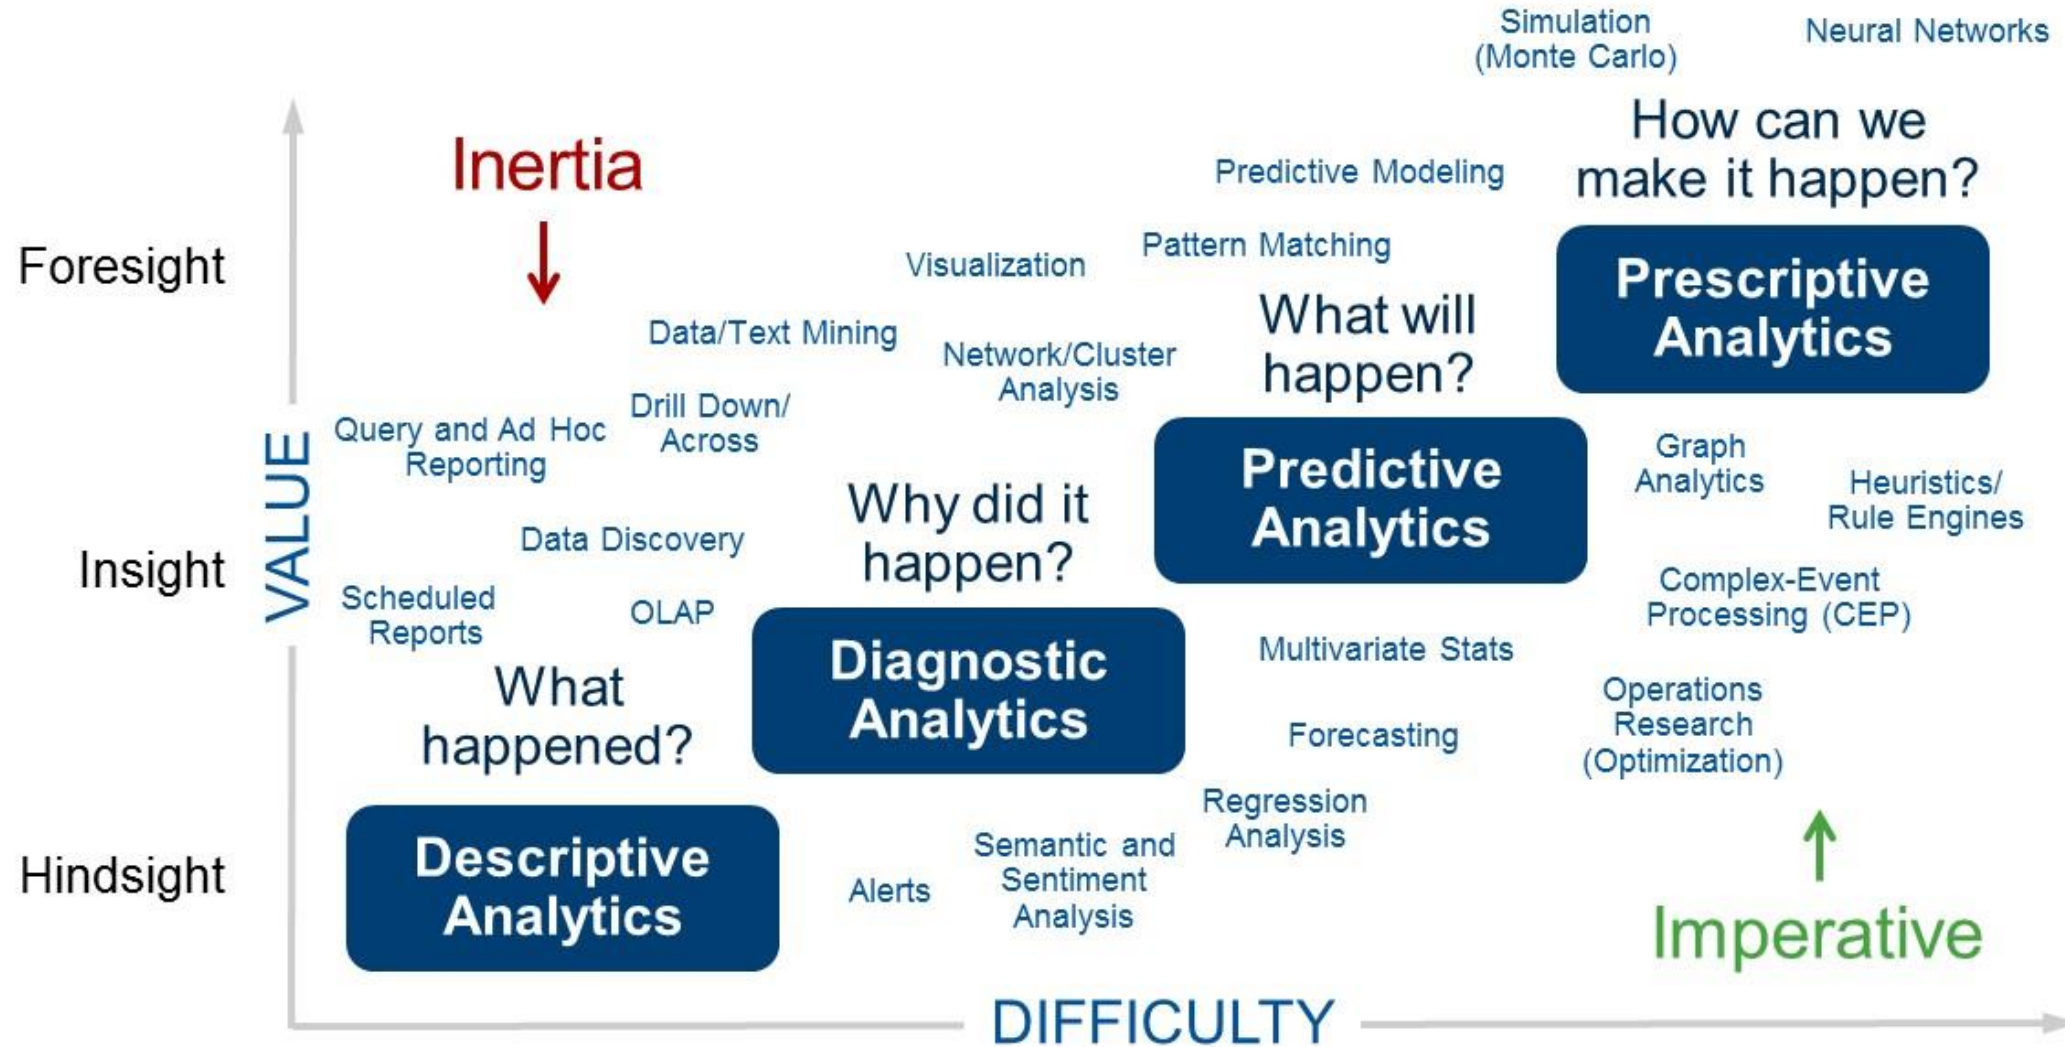 Simulation
(Monte Carlo)
Neural Networks
How can we
make it happen?
Inertia
Predictive Modeling
Foresight
Visualization
Pattern Matching
Prescriptive
Analytics
What will
happen?
Data/Text Mining
Network/Cluster
Analysis
Query and Ad Hoc
Reporting
Drill Down/
Across
VALUE
Predictive
Analytics
Graph
Analytics
Heuristics/
Rule Engines
Why did it
happen?
Insight
Data Discovery
Scheduled
Reports
OLAP
Complex-Event
Processing (CEP)
Diagnostic
Analytics
Multivariate Stats
What
happened?
Operations
Research
(Optimization)
Forecasting
Regression
Analysis
Hindsight
Descriptive
Analytics
Alerts
Semantic and
Sentiment
Analysis
Imperative
DIFFICULTY